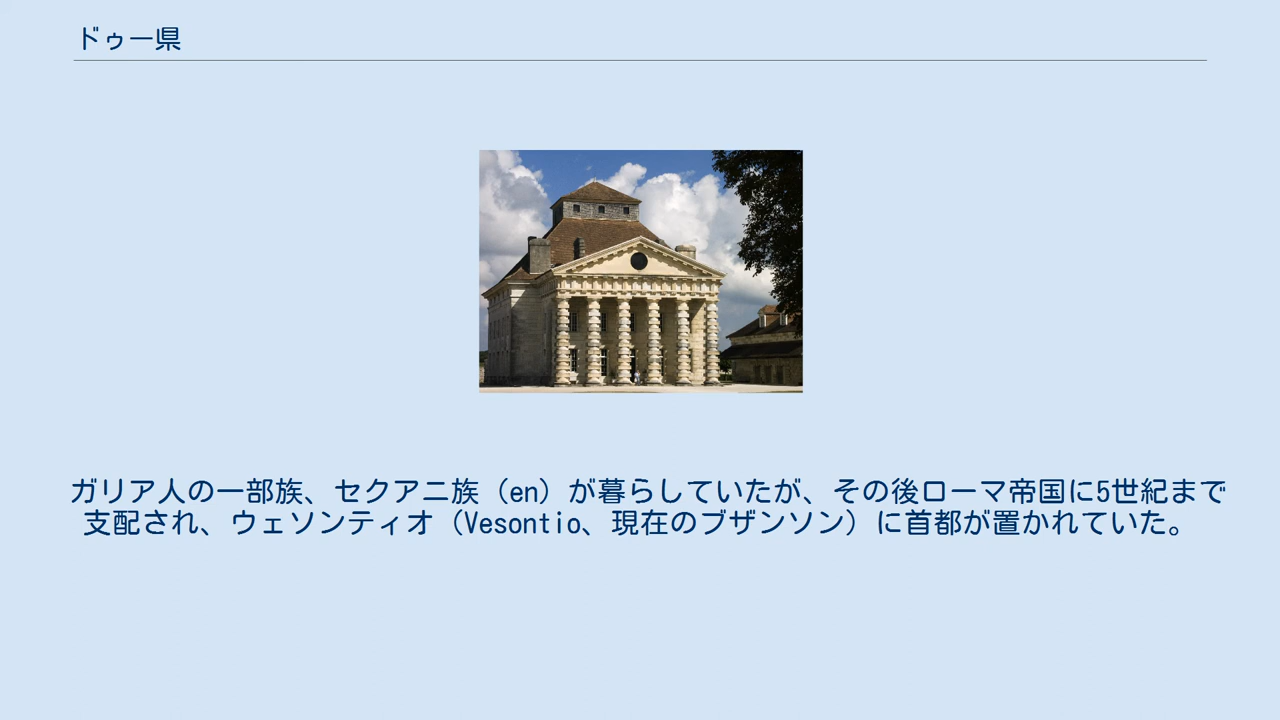 ドゥー県
ガリア人の一部族、セクアニ族（en）が暮らしていたが、その後ローマ帝国に5世紀まで
支配され、ウェソンティオ（Vesontio、現在のブザンソン）に首都が置かれていた。